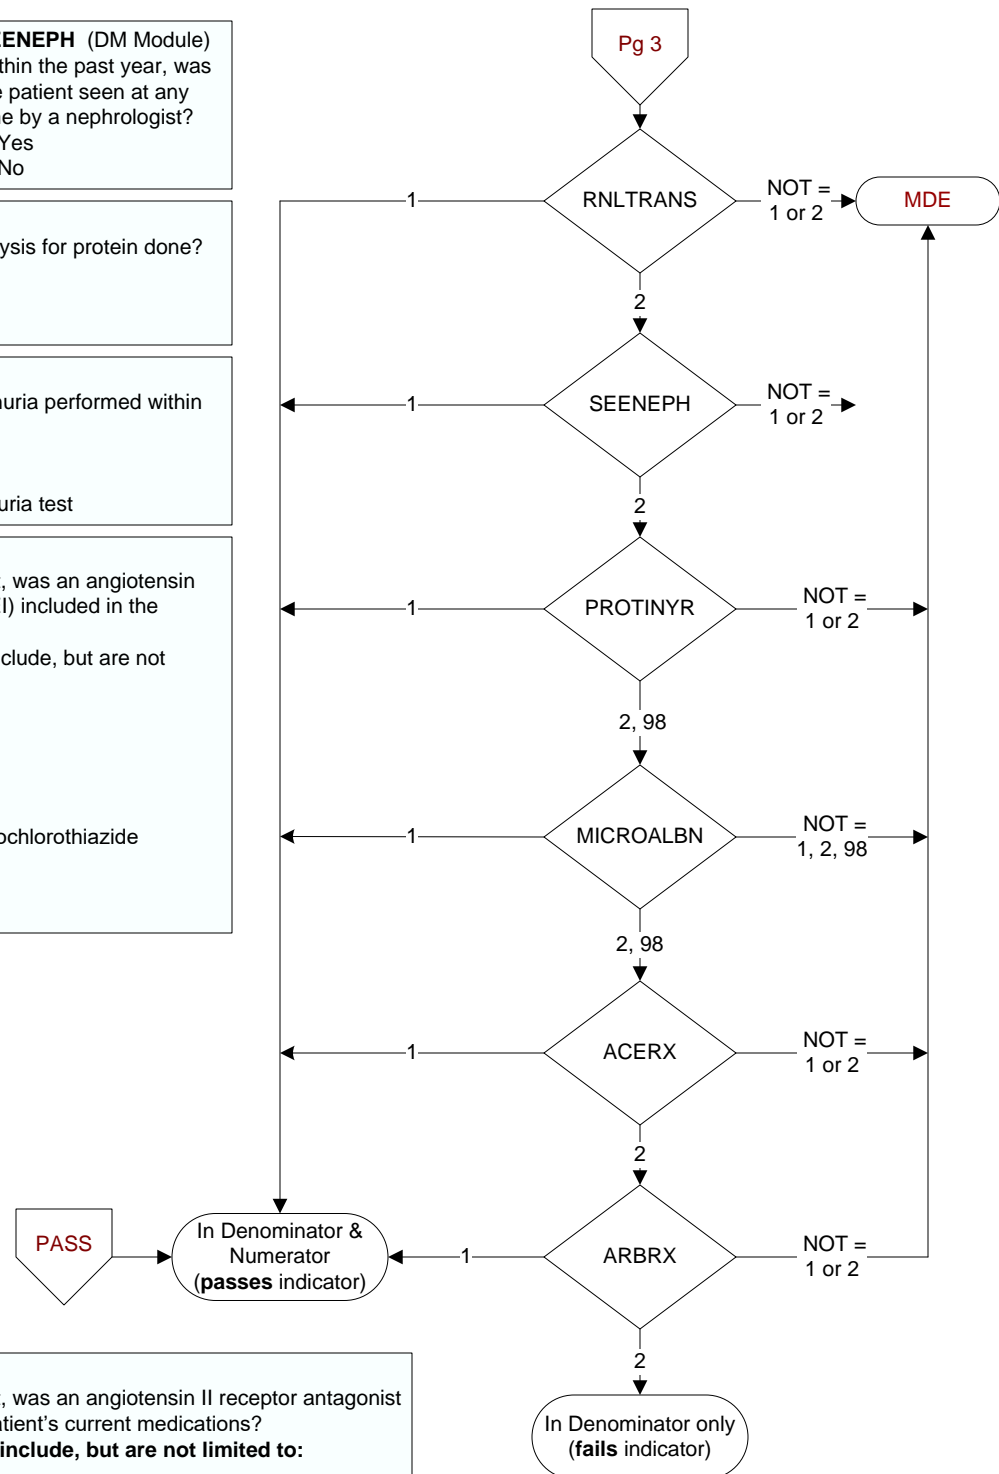 EENEPH (DM Module)
thin the past year, was
e patient seen at any
ne by a nephrologist?
Yes
No
ysis for protein done?
nuria performed within
uria test
t, was an angiotensin
EI) included in the
clude, but are not
ochlorothiazide
Pg 3
RNLTRANS
1
NOT =
1 or 2
MDE
2
SEENEPH
1
NOT =
1 or 2
2
PROTINYR
1
NOT =
1 or 2
2, 98
MICROALBN
1
NOT =
1, 2, 98
2, 98
ACERX
1
NOT =
1 or 2
2
PASS
In Denominator &
Numerator
(passes indicator)
1
ARBRX
NOT =
1 or 2
2
In Denominator only
(fails indicator)
t, was an angiotensin II receptor antagonist
atient's current medications?
include, but are not limited to: